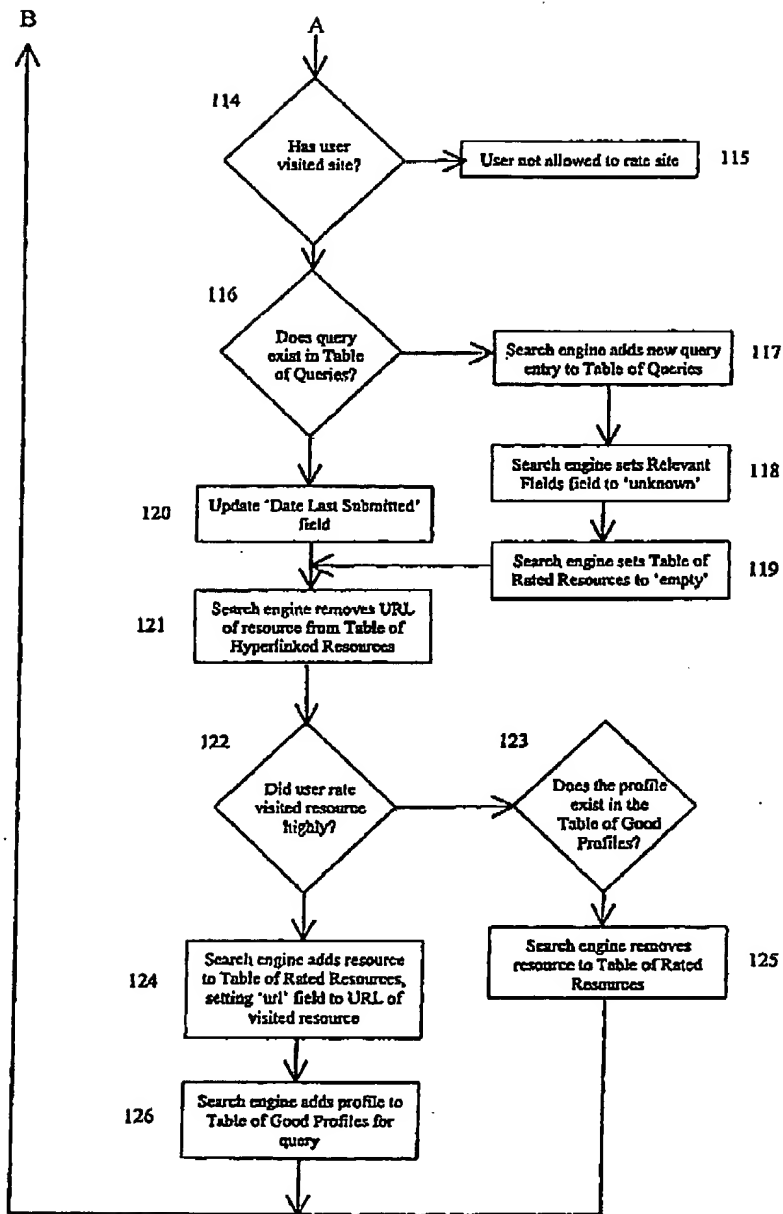 B
A
114
Has user
visited site?
User not allowed to rate site
115
116
Does query
exist in Table
of Queries?
Search engine adds new query
entry to Table of Queries
117
Search engine sets Relevant
Fields field to 'unknown'
118
120
Update 'Date Last Submitted'
field
Search engine sets Table of
Rated Resources to 'empty'
119
121
Search engine removes URL
of resource from Table of
Hyperlinked Resources
122
Did user rate
visited resource
highly?
123
Does the profile
exist in the
Table of Good
Profiles?
124
Search engine adds resource
to Table of Rated Resources,
setting 'url' field to URL of
visited resource
Search engine removes
resource to Table of Rated
Resources
125
126
Search engine adds profile to
Table of Good Profiles for
query